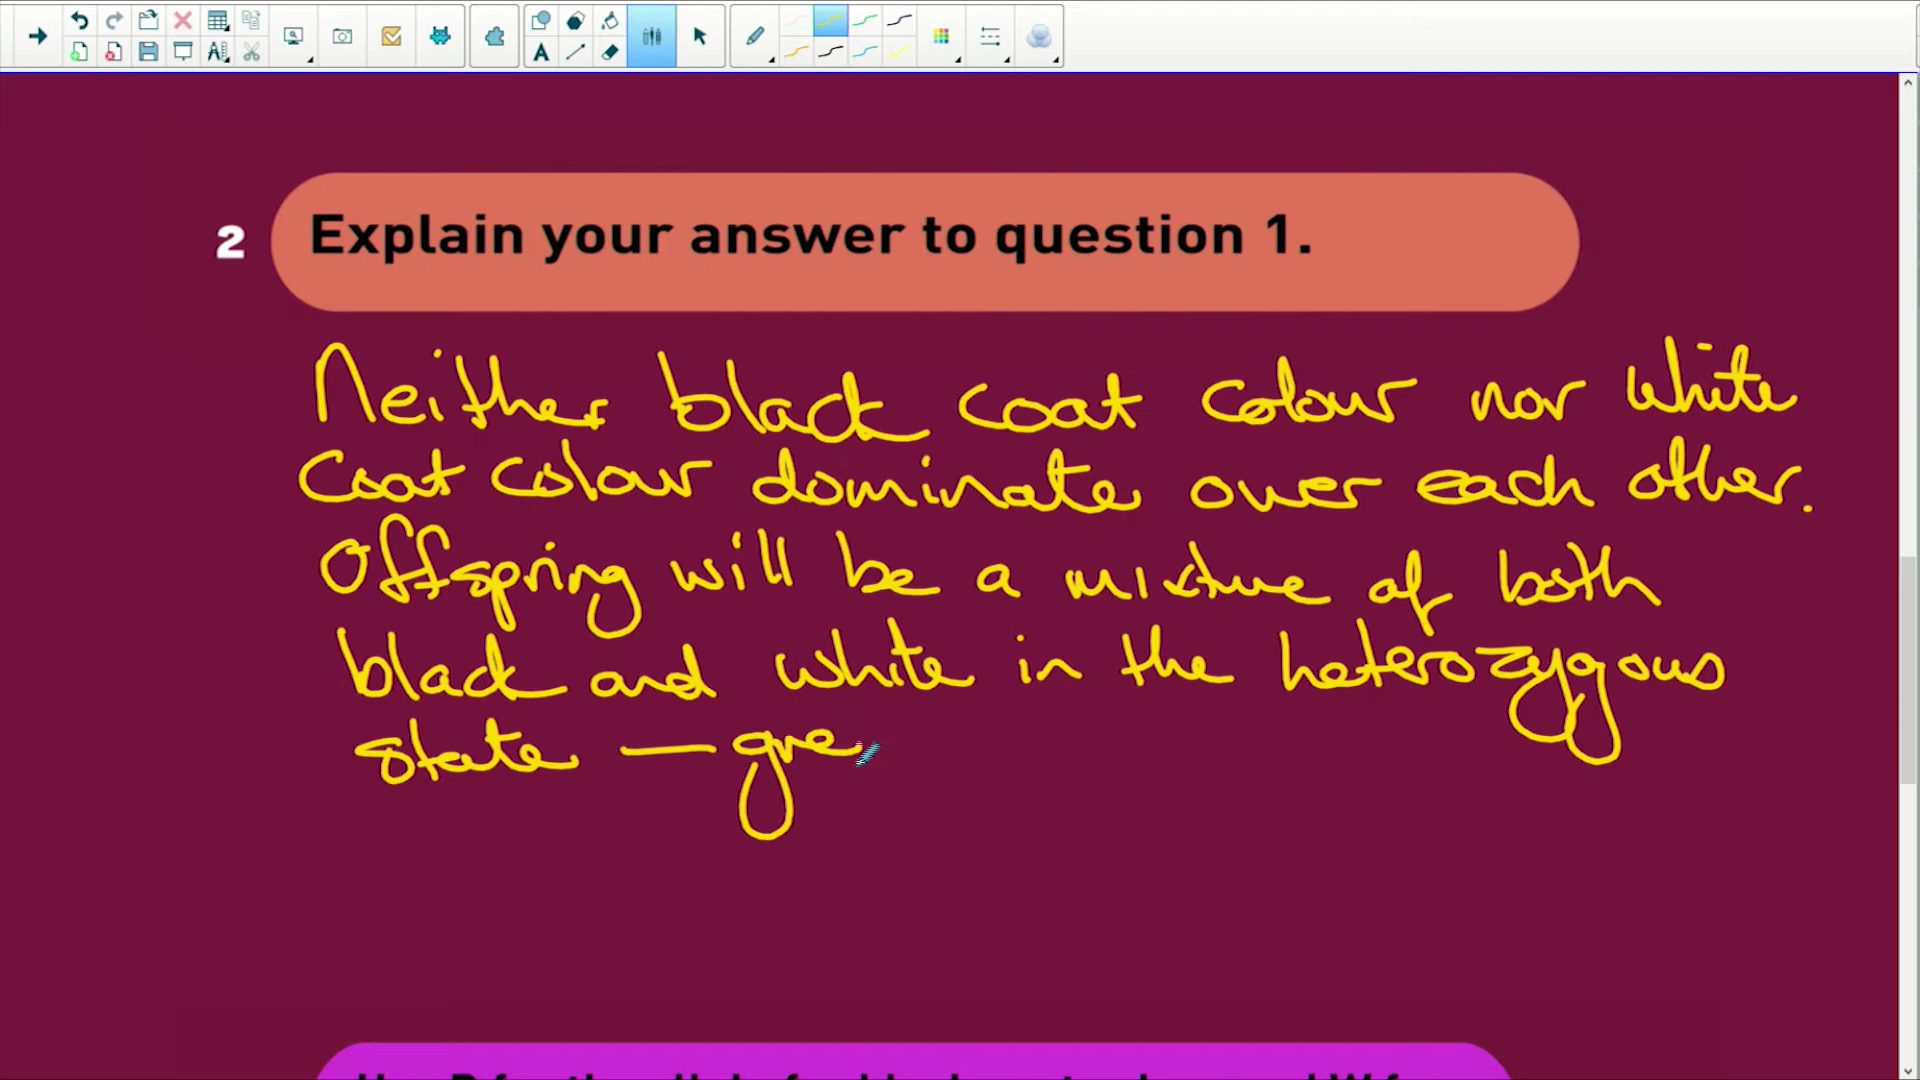 2 Explain your answer to question 1.
Neither black coat colour nor white
coat colour dominate over each other.
Offspring will be a mixture of both
black and white in the heterozygous
state — gre